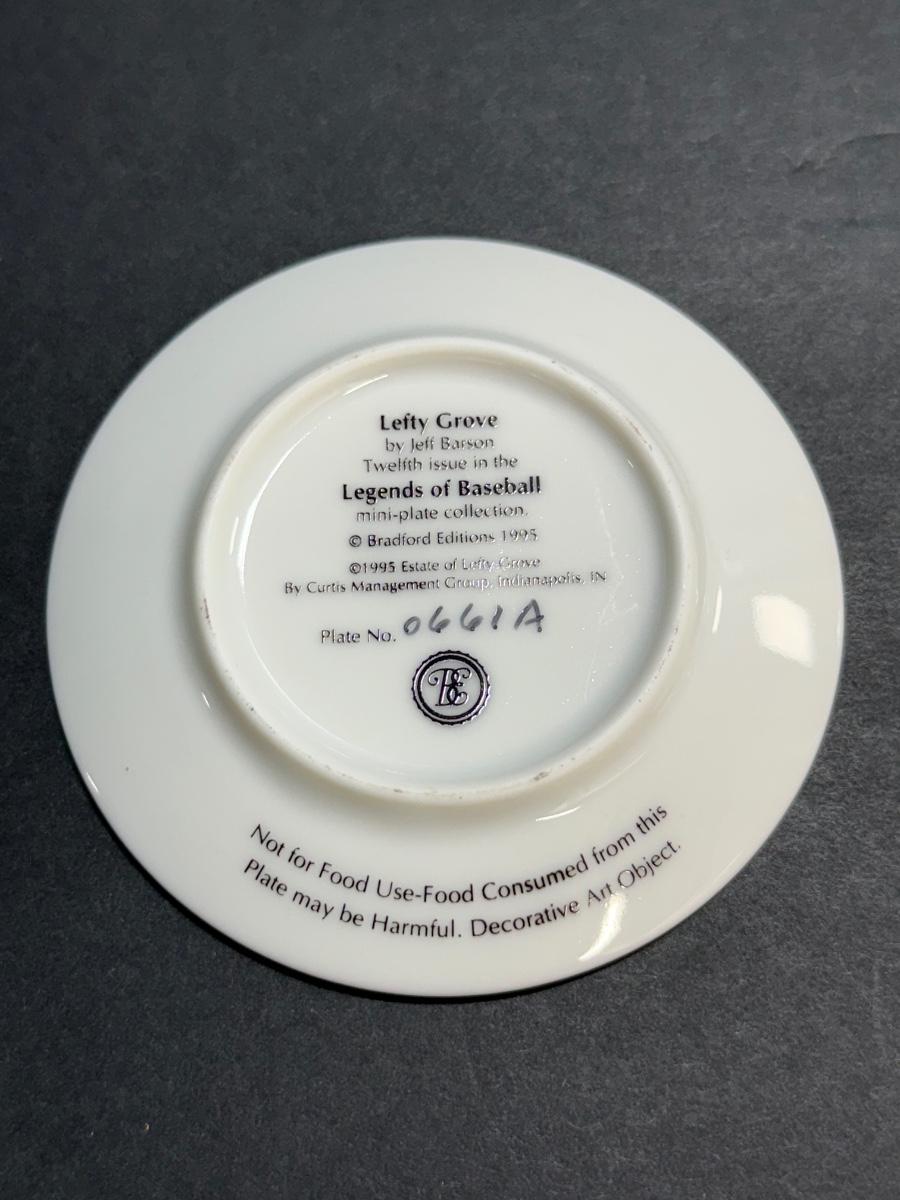 Lefty Grove
by Jeff Barson
Twelfth issue in the
Legends of Baseball
mini-plate collection.
© Bradford Editions 1995
©1995 Estate of Lefty Grove
By Curtis Management Group, Indianapolis, IN
Plate No. 0661A
BE
Not for Food Use-Food Consumed from this
Plate may be Harmful. Decorative Art Object.